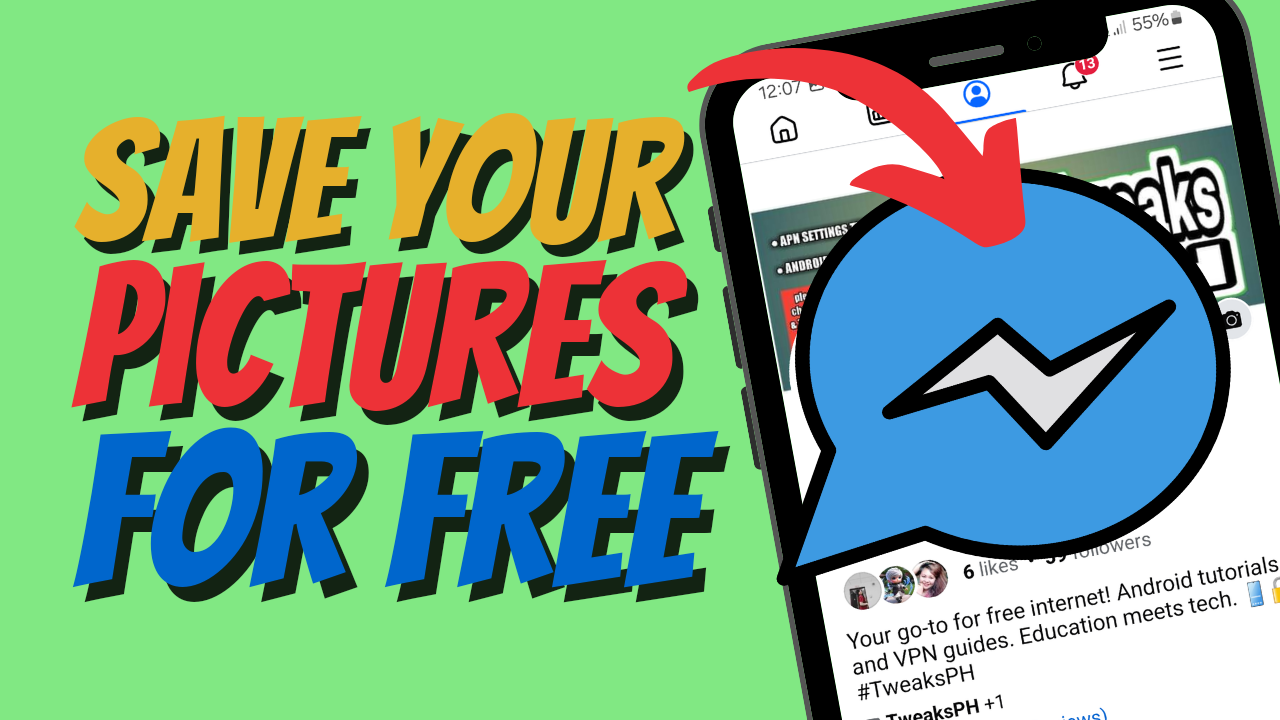 SAVE YOUR
PICTURES
FOR FREE
12:07
55%
13
• APN SETTINGS
• ANDROID
6 likes • 59 followers
Your go-to for free internet! Android tutorials
and VPN guides. Education meets tech.
#TweaksPH
TweaksPH +1